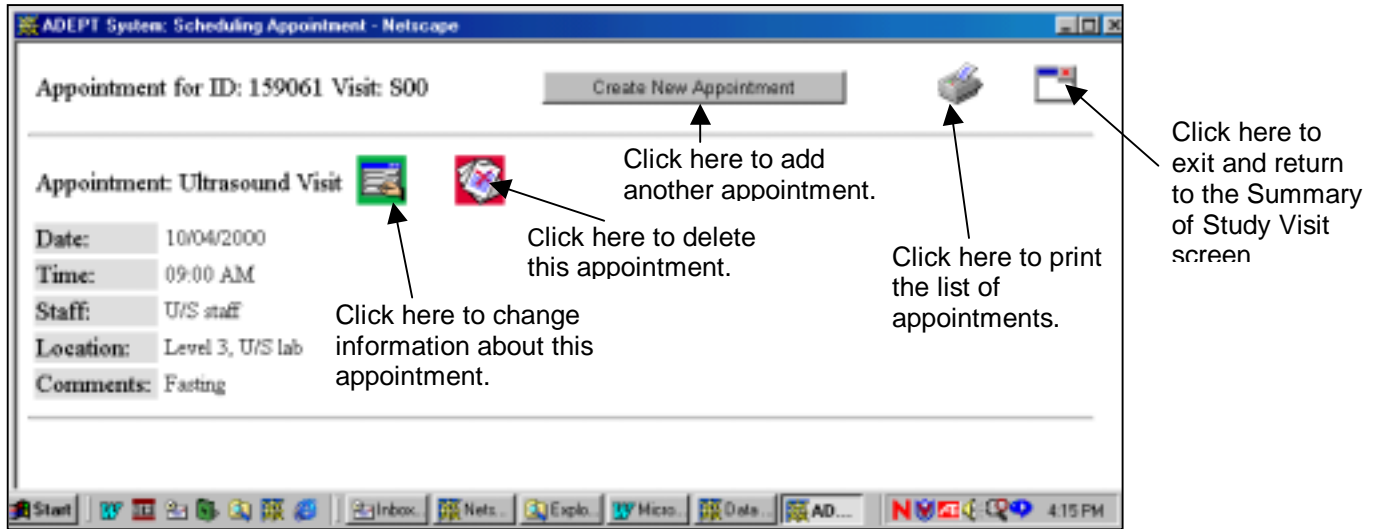 ADEPT System: Scheduling Appointment - Netscape
Appointment for ID: 159061 Visit: S00
Create New Appointment
Click here to
exit and return
to the Summary
of Study Visit
screen
Click here to add
another appointment.
Appointment: Ultrasound Visit
Click here to delete
this appointment.
Click here to print
the list of
appointments.
Date: 10/04/2000
Time: 09:00 AM
Staff: U/S staff
Location: Level 3, U/S lab
Comments: Fasting
Click here to change
information about this
appointment.
Start Inbox... Nets... Explo... Micro... Data... AD... 4:15 PM